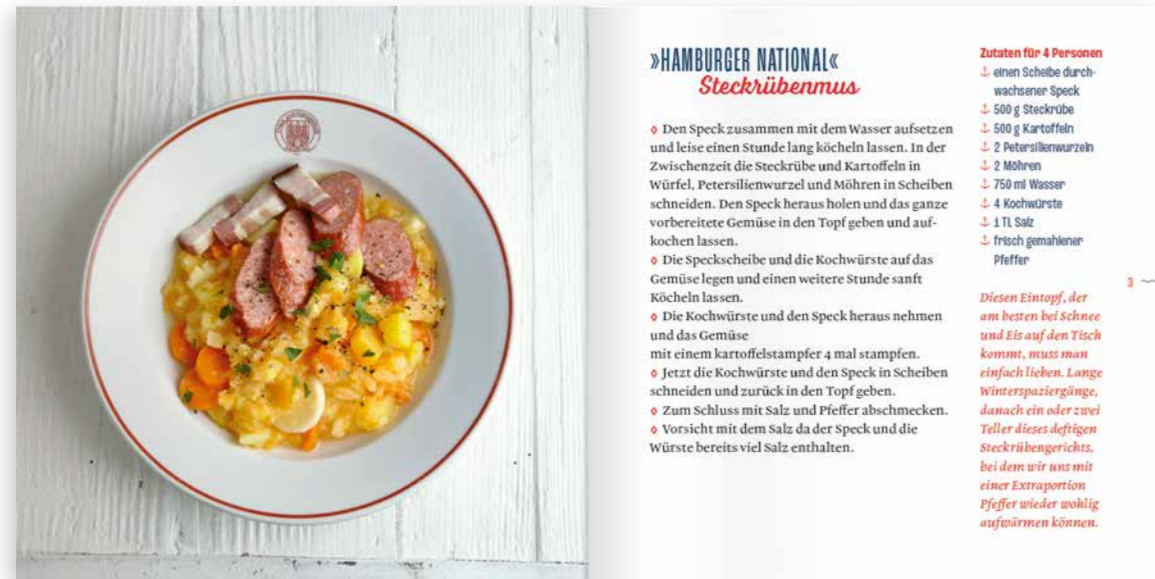 »HAMBURGER NATIONAL«
Steckrübenmus
◊ Den Speck zusammen mit dem Wasser aufsetzen
und leise einen Stunde lang köcheln lassen. In der
Zwischenzeit die Steckrübe und Kartoffeln in
Würfel, Petersilienwurzel und Möhren in Scheiben
schneiden. Den Speck heraus holen und das ganze
vorbereitete Gemüse in den Topf geben und auf-
kochen lassen.
◊ Die Speckscheibe und die Kochwürste auf das
Gemüse legen und einen weitere Stunde sanft
Köcheln lassen.
◊ Die Kochwürste und den Speck heraus nehmen
und das Gemüse
mit einem kartoffelstampfer 4 mal stampfen.
◊ Jetzt die Kochwürste und den Speck in Scheiben
schneiden und zurück in den Topf geben.
◊ Zum Schluss mit Salz und Pfeffer abschmecken.
◊ Vorsicht mit dem Salz da der Speck und die
Würste bereits viel Salz enthalten.
Zutaten für 4 Personen
einen Scheibe durch-
wachsener Speck
500 g Steckrübe
500 g Kartoffeln
2 Petersilienwurzeln
2 Möhren
750 ml Wasser
4 Kochwürste
1 TL Salz
frisch gemahlener
Pfeffer
Diesen Eintopf, der
am besten bei Schnee
und Eis auf den Tisch
kommt, muss man
einfach lieben. Lange
Winterspaziergänge,
danach ein oder zwei
Teller dieses deftigen
Steckrübengerichts,
bei dem wir uns mit
einer Extraportion
Pfeffer wieder wohlig
aufwärmen können.
3